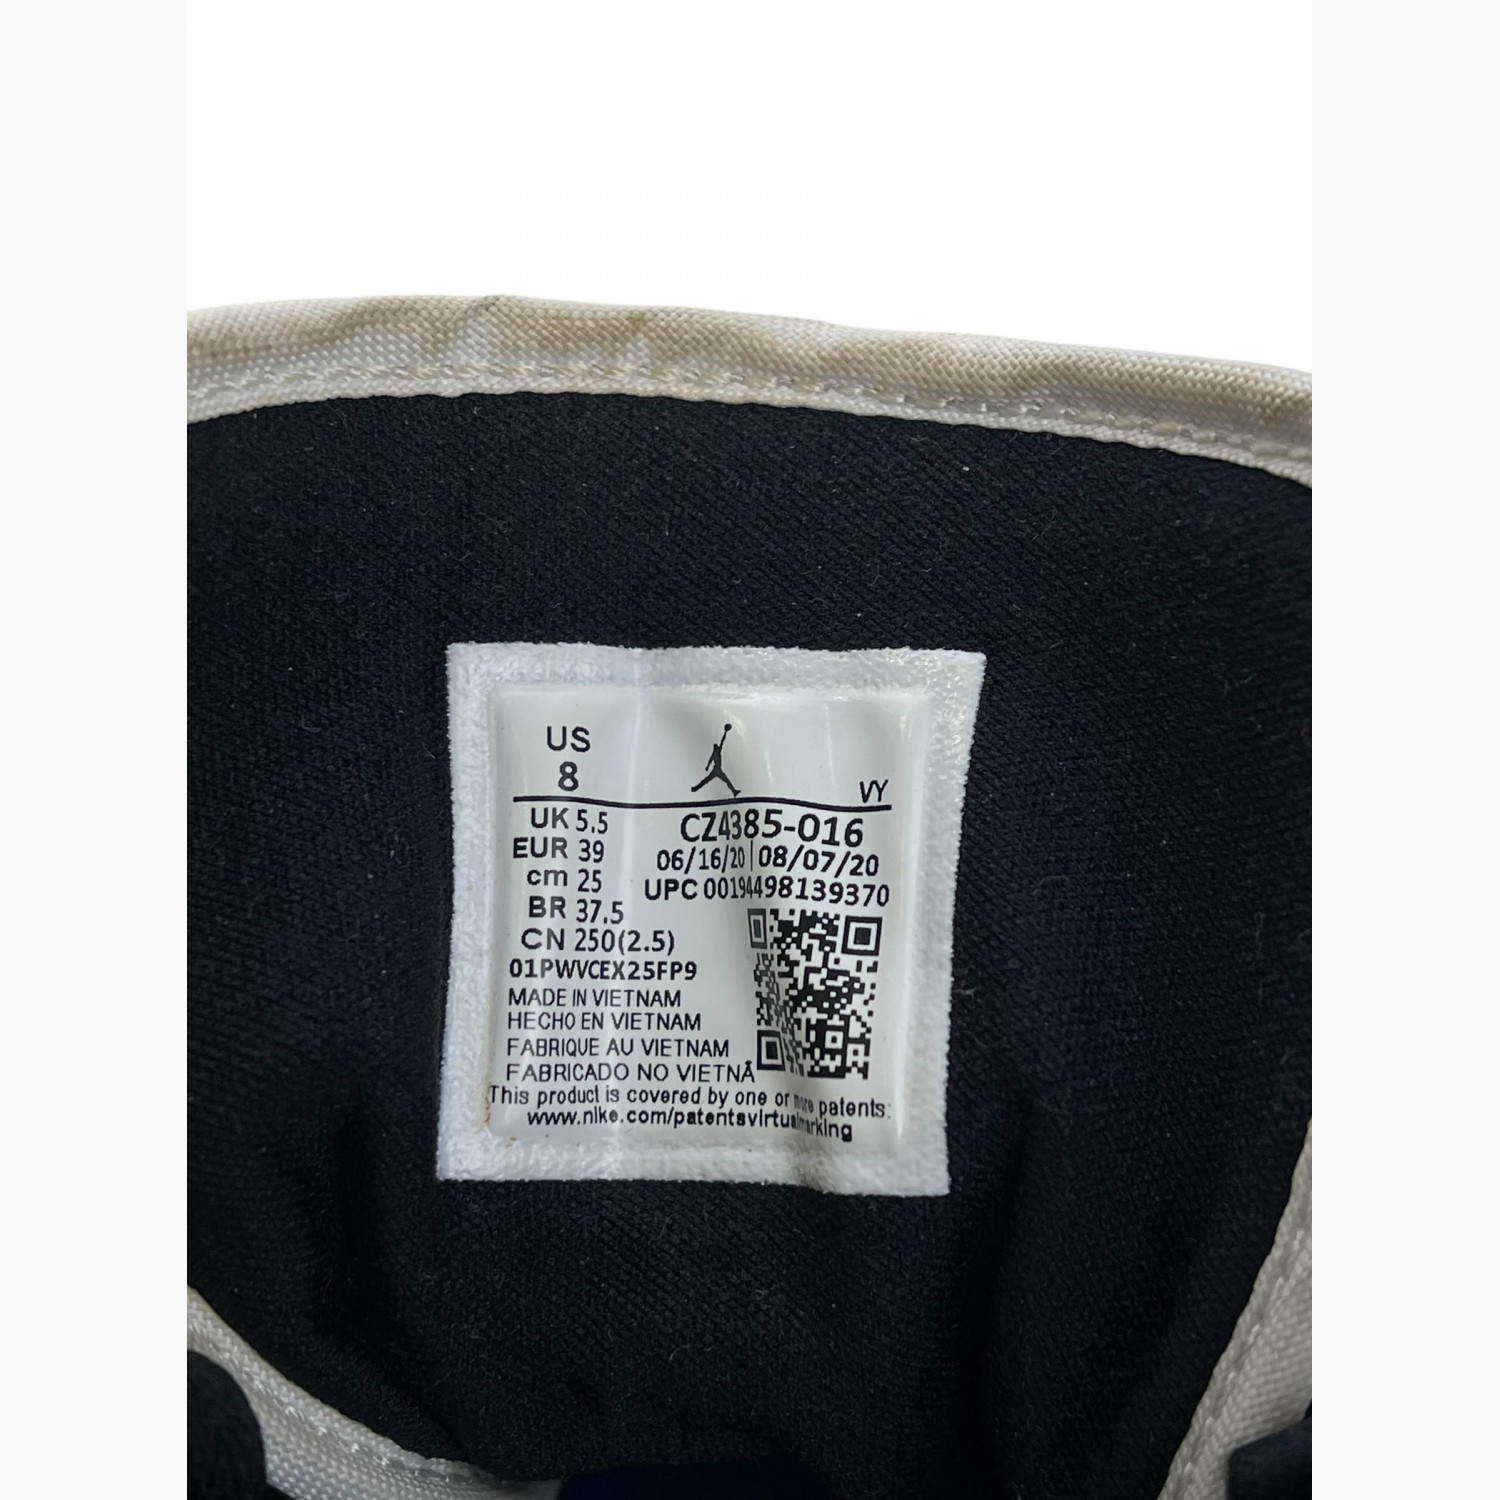 US
8
VY
UK 5.5
CZ4385-016
EUR 39
06/16/20 | 08/07/20
cm 25
UPC 00194498139370
BR 37.5
CN 250(2.5)
01PWVCEX25FP9
MADE IN VIETNAM
HECHO EN VIETNAM
FABRIQUE AU VIETNAM
FABRICADO NO VIETNÃ
This product is covered by one or more patents:
www.nike.com/patentsvirtualmarking